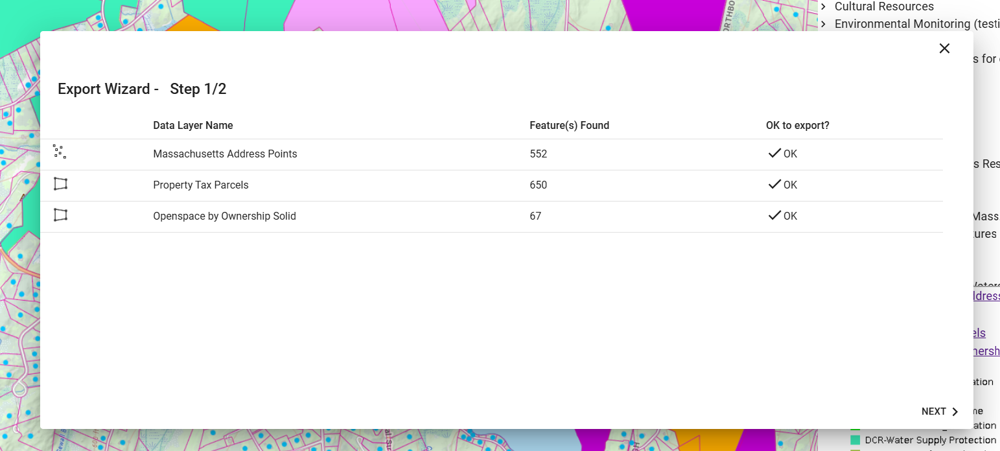 Cultural Resources
Environmental Monitoring (testi
s for
Export Wizard - Step 1/2
Data Layer Name Feature(s) Found OK to export?
Massachusetts Address Points 552 OK
Property Tax Parcels 650 OK
s Res
Openspace by Ownership Solid 67 OK
Mass
tures
ldress
els
nersh
ation
NEXT
me
ation
DCR-Water Supply Protection